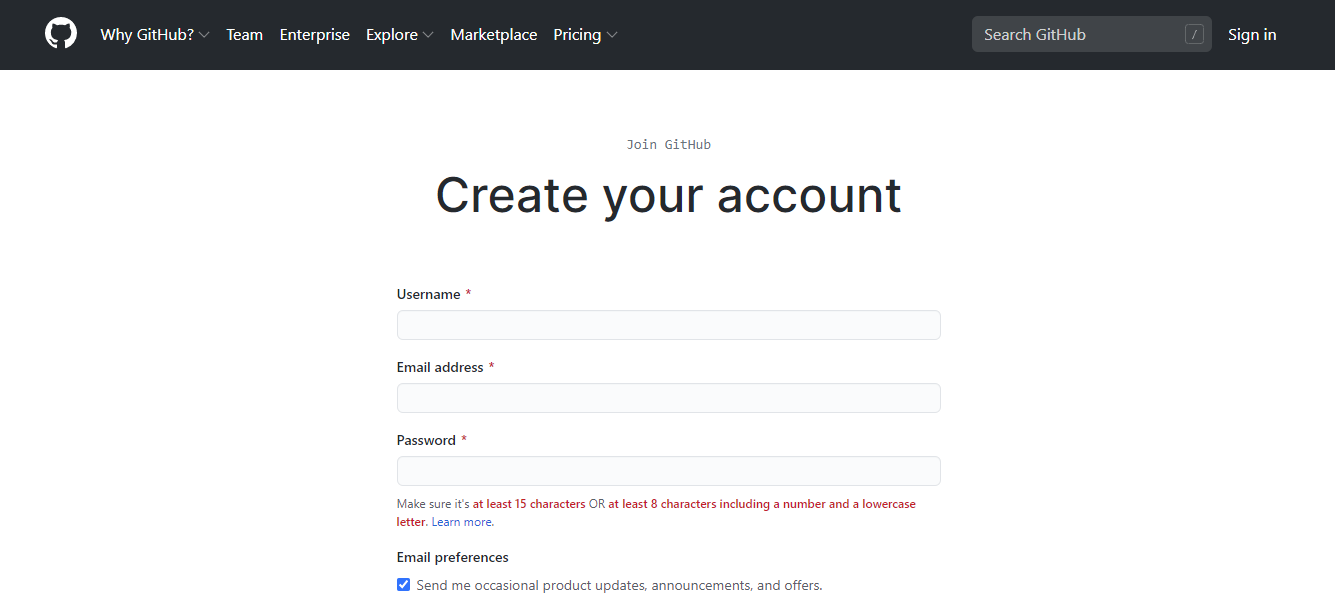 Why GitHub? Team Enterprise Explore Marketplace Pricing Search GitHub / Sign in
Join GitHub
Create your account
Username *
Email address *
Password *
Make sure it's at least 15 characters OR at least 8 characters including a number and a lowercase
letter. Learn more.
Email preferences
Send me occasional product updates, announcements, and offers.